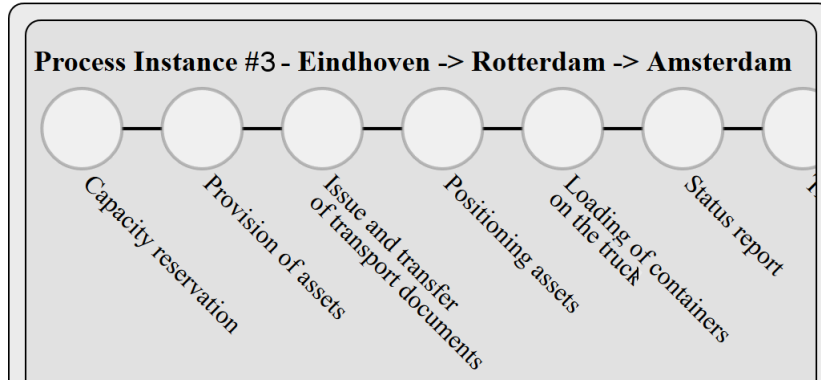 Process Instance #3 - Eindhoven -> Rotterdam -> Amsterdam
Capacity reservation
Provision of assets
Issue and transfer
of transport documents
Positioning assets
Loading of containers
on the truck
Status report